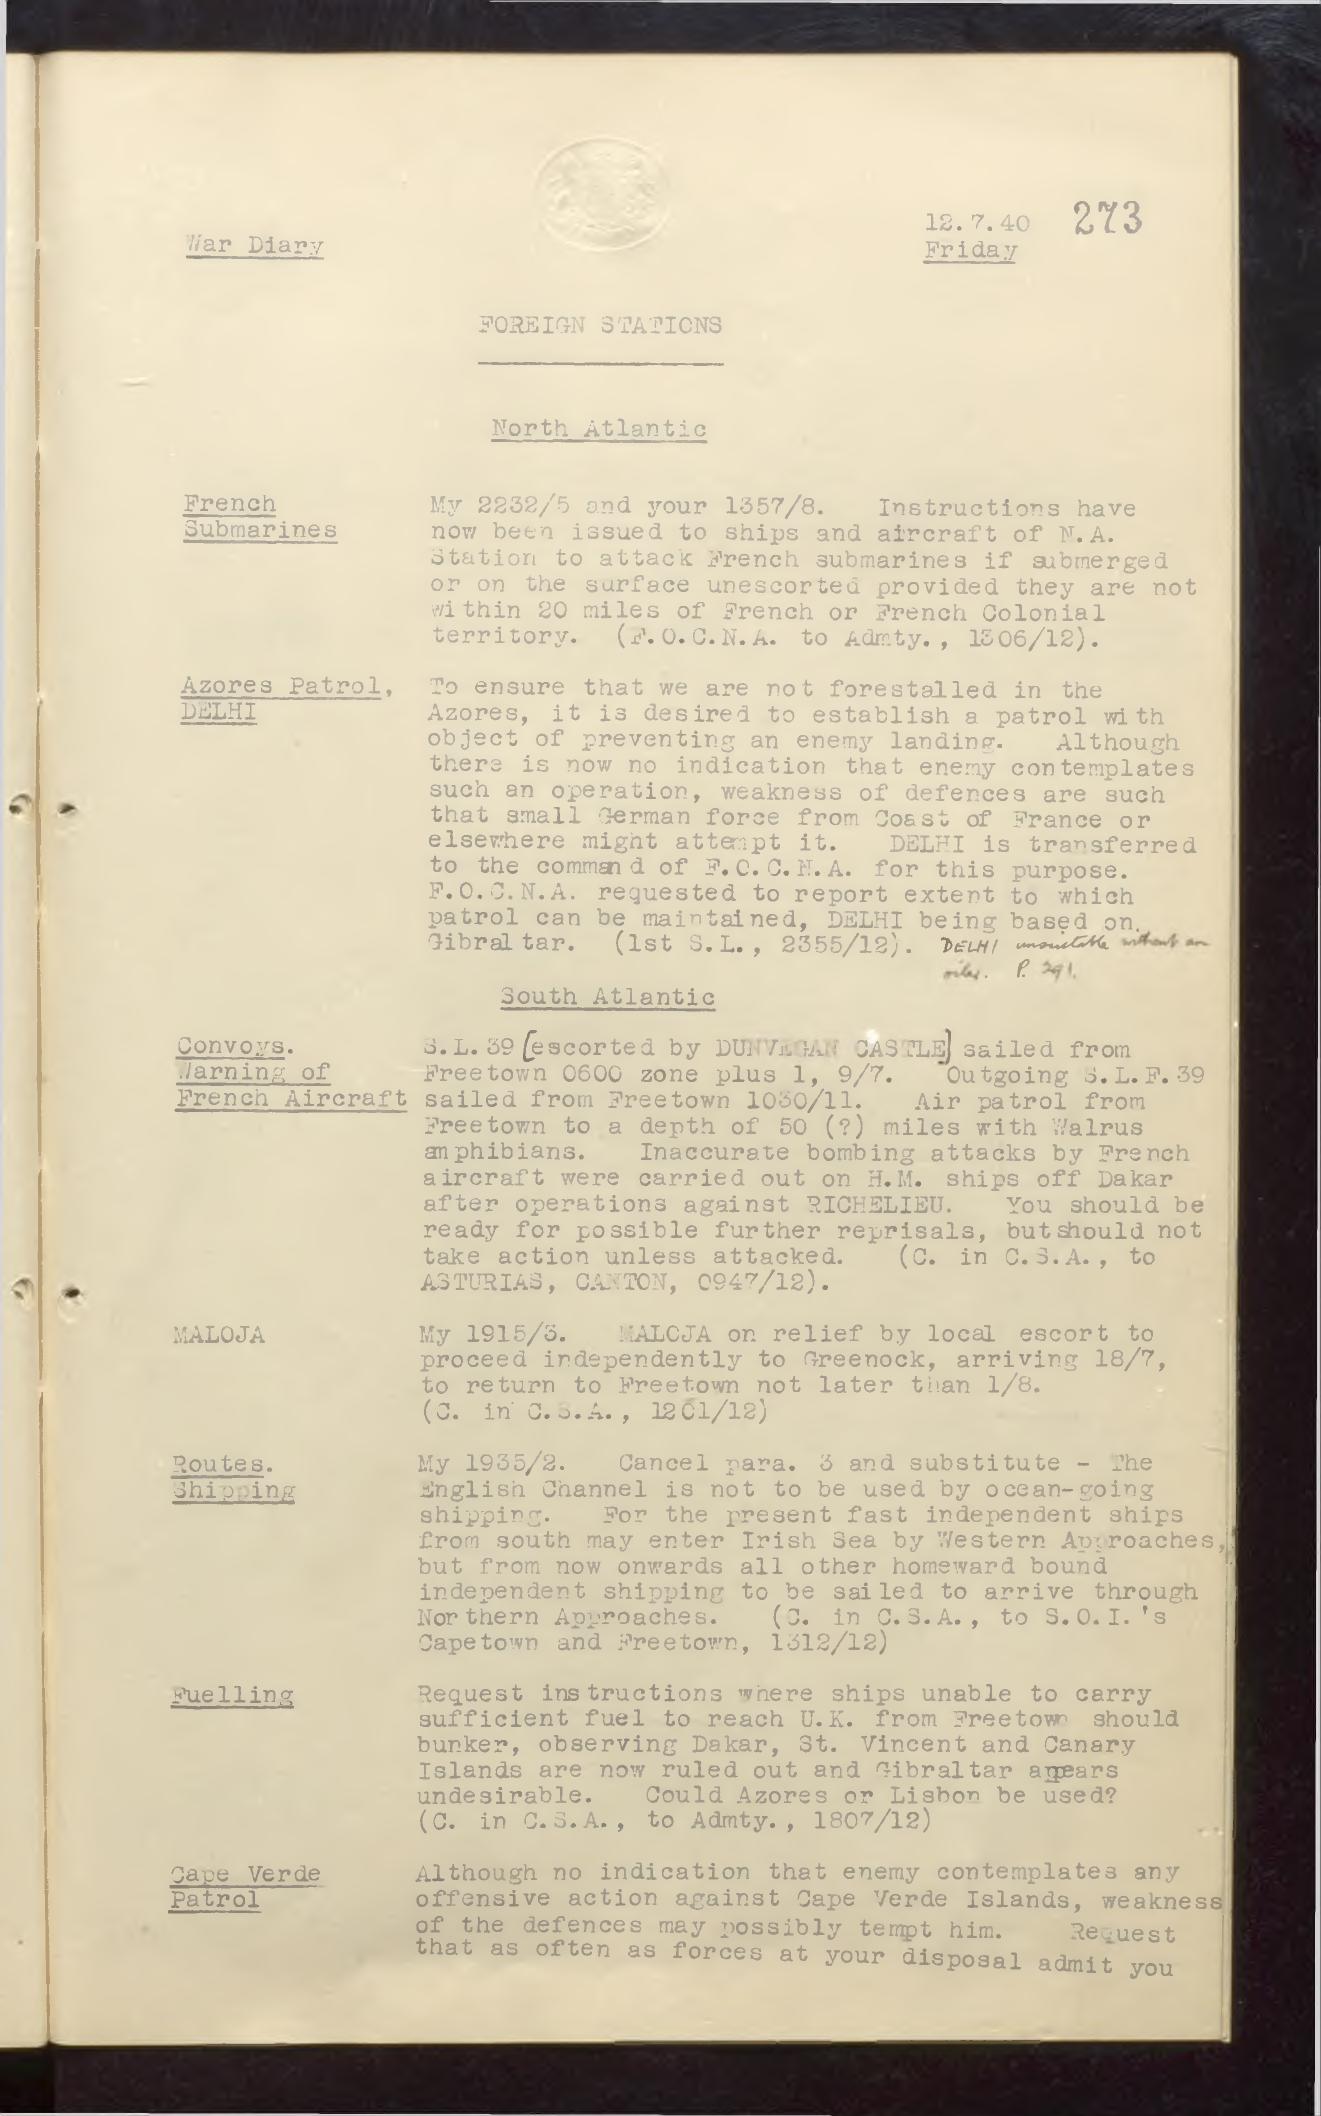 War Diary
12.7.40 273
Friday
FOREIGN STATIONS
North Atlantic
French
Submarines
My 2232/5 and your 1357/8. Instructions have
now been issued to ships and aircraft of N.A.
Station to attack French submarines if submerged
or on the surface unescorted provided they are not
within 20 miles of French or French Colonial
territory. (F.O.C.N.A. to Admty., 1306/12).
Azores Patrol,
DELHI
To ensure that we are not forestalled in the
Azores, it is desired to establish a patrol with
object of preventing an enemy landing. Although
there is now no indication that enemy contemplates
such an operation, weakness of defences are such
that small German force from Coast of France or
elsewhere might attempt it. DELHI is transferred
to the command of F.O.C.N.A. for this purpose.
F.O.C.N.A. requested to report extent to which
patrol can be maintained, DELHI being based on
Gibraltar. (1st S.L., 2355/12). DELHI unsuitable without an
oiler. P. 291.
South Atlantic
Convoys.
Warning of
French Aircraft
S.L.39 [escorted by DUNVEGAN CASTLE] sailed from
Freetown 0600 zone plus 1, 9/7. Outgoing S.L.F.39
sailed from Freetown 1030/11. Air patrol from
Freetown to a depth of 50 (?) miles with Walrus
amphibians. Inaccurate bombing attacks by French
aircraft were carried out on H.M. ships off Dakar
after operations against RICHELIEU. You should be
ready for possible further reprisals, but should not
take action unless attacked. (C. in C.S.A., to
ASTURIAS, CANTON, 0947/12).
MALOJA
My 1915/3. MALOJA on relief by local escort to
proceed independently to Greenock, arriving 18/7,
to return to Freetown not later than 1/8.
(C. in C.S.A., 1201/12)
Routes.
Shipping
My 1935/2. Cancel para. 3 and substitute - The
English Channel is not to be used by ocean-going
shipping. For the present fast independent ships
from south may enter Irish Sea by Western Approaches,
but from now onwards all other homeward bound
independent shipping to be sailed to arrive through
Northern Approaches. (C. in C.S.A., to S.O.I.'s
Capetown and Freetown, 1312/12)
Fuelling
Request instructions where ships unable to carry
sufficient fuel to reach U.K. from Freetown should
bunker, observing Dakar, St. Vincent and Canary
Islands are now ruled out and Gibraltar appears
undesirable. Could Azores or Lisbon be used?
(C. in C.S.A., to Admty., 1807/12)
Cape Verde
Patrol
Although no indication that enemy contemplates any
offensive action against Cape Verde Islands, weakness
of the defences may possibly tempt him. Request
that as often as forces at your disposal admit you